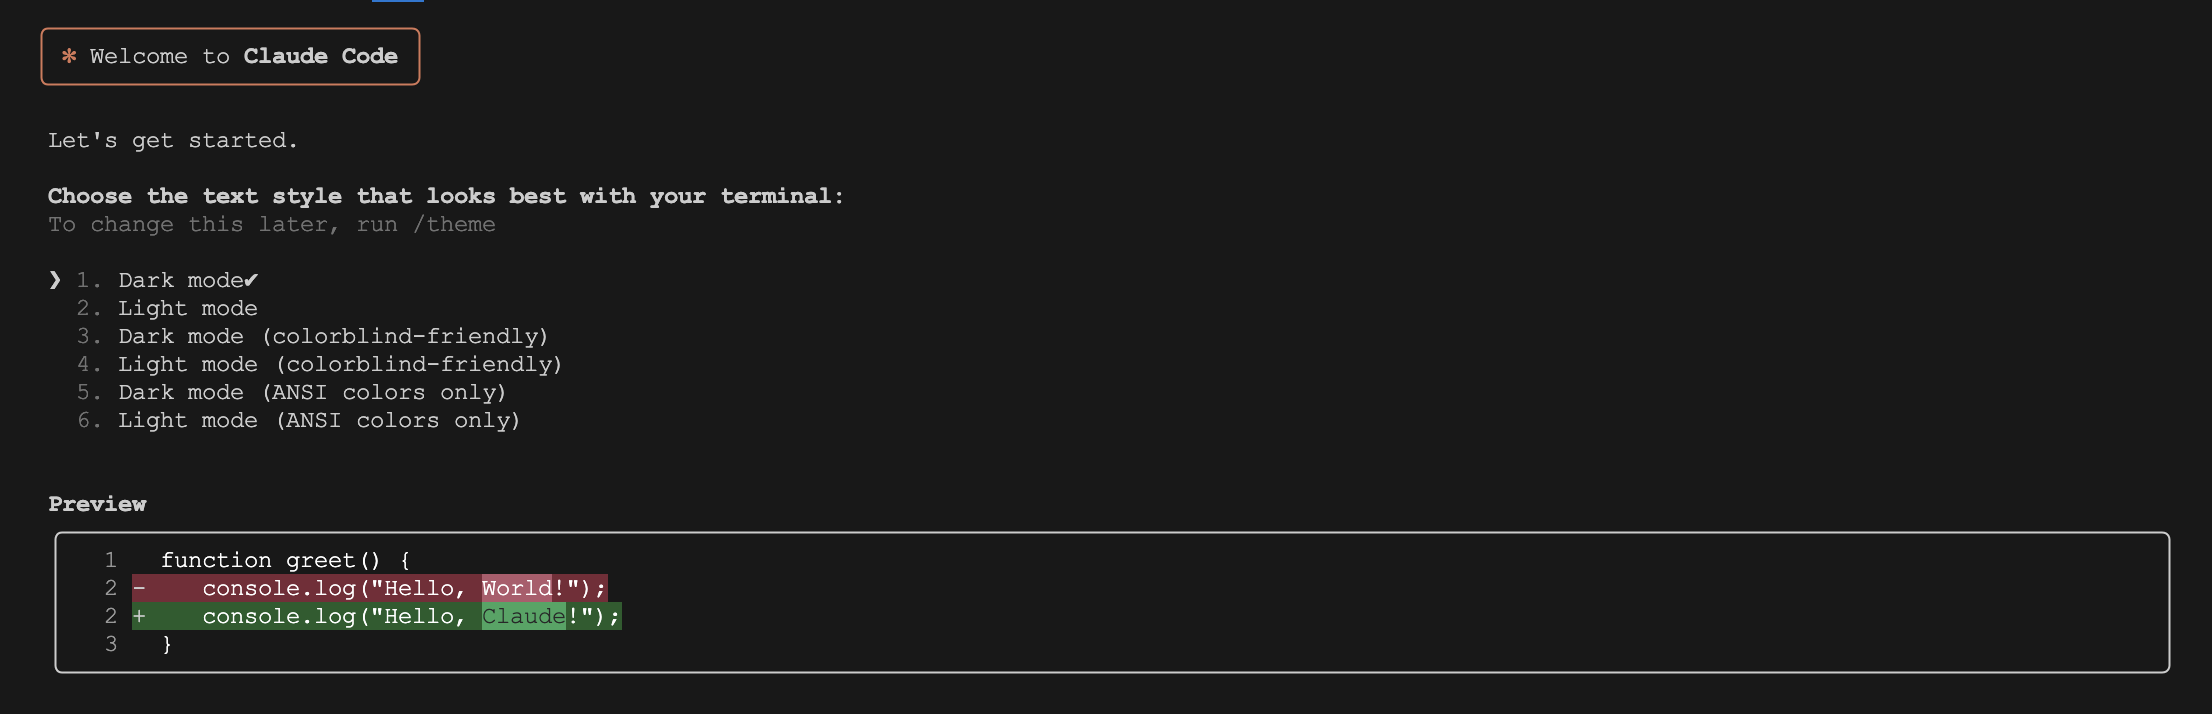 ✻ Welcome to Claude Code
Let's get started.
Choose the text style that looks best with your terminal:
To change this later, run /theme
❯ 1. Dark mode✔
2. Light mode
3. Dark mode (colorblind-friendly)
4. Light mode (colorblind-friendly)
5. Dark mode (ANSI colors only)
6. Light mode (ANSI colors only)
Preview
1 function greet() {
2 - console.log("Hello, World!");
2 + console.log("Hello, Claude!");
3 }